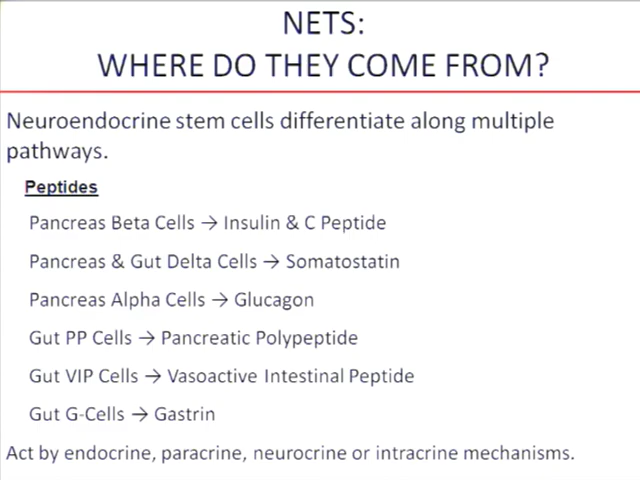 NETS:
WHERE DO THEY COME FROM?
Neuroendocrine stem cells differentiate along multiple
pathways.
Peptides
Pancreas Beta Cells → Insulin & C Peptide
Pancreas & Gut Delta Cells → Somatostatin
Pancreas Alpha Cells → Glucagon
Gut PP Cells → Pancreatic Polypeptide
Gut VIP Cells → Vasoactive Intestinal Peptide
Gut G-Cells → Gastrin
Act by endocrine, paracrine, neurocrine or intracrine mechanisms.